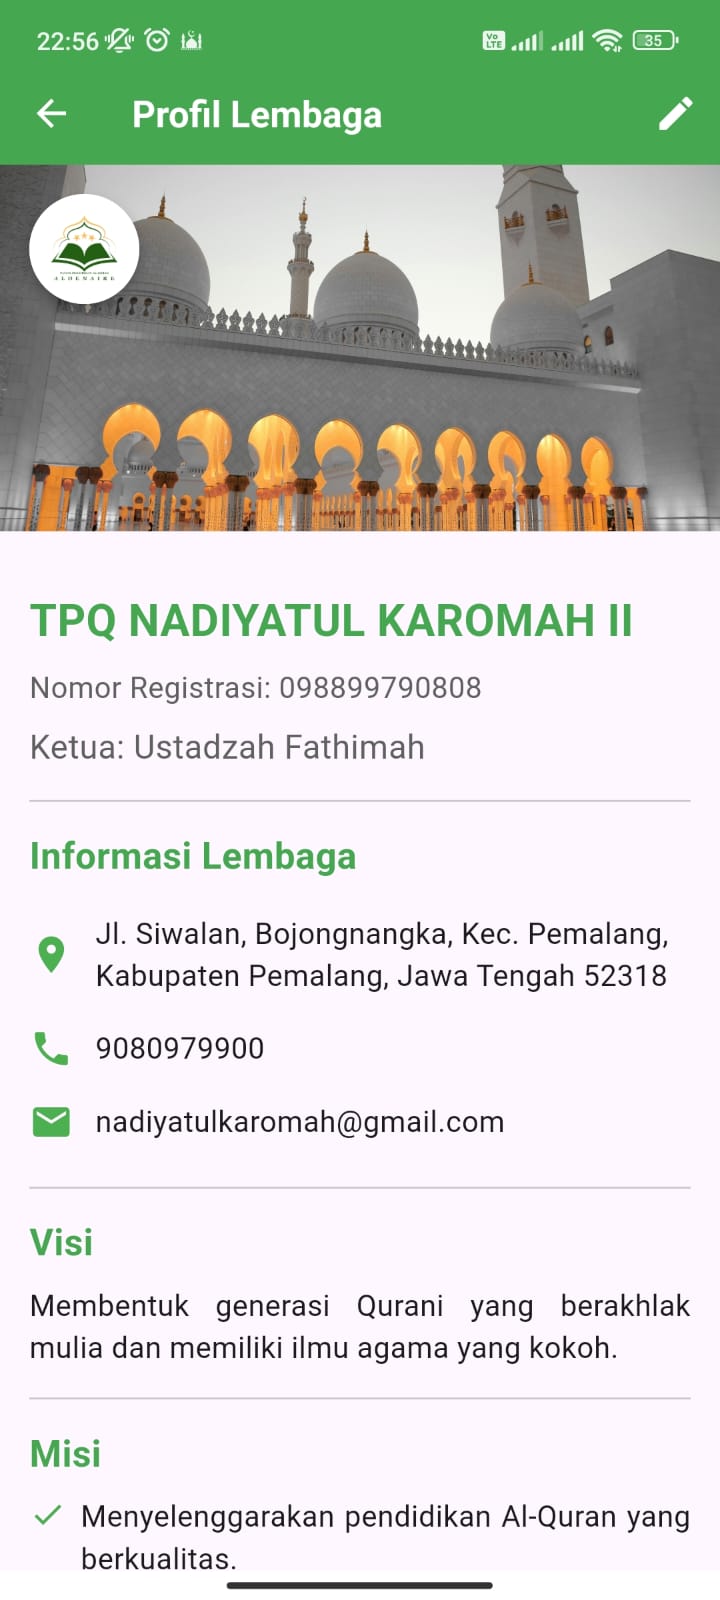 22:56
Vo
LTE
35
Profil Lembaga
TPQ NADIYATUL KAROMAH II
Nomor Registrasi: 098899790808
Ketua: Ustadzah Fathimah
Informasi Lembaga
Jl. Siwalan, Bojongnangka, Kec. Pemalang,
Kabupaten Pemalang, Jawa Tengah 52318
9080979900
nadiyatulkaromah@gmail.com
Visi
Membentuk generasi Qurani yang berakhlak
mulia dan memiliki ilmu agama yang kokoh.
Misi
Menyelenggarakan pendidikan Al-Quran yang
berkualitas.